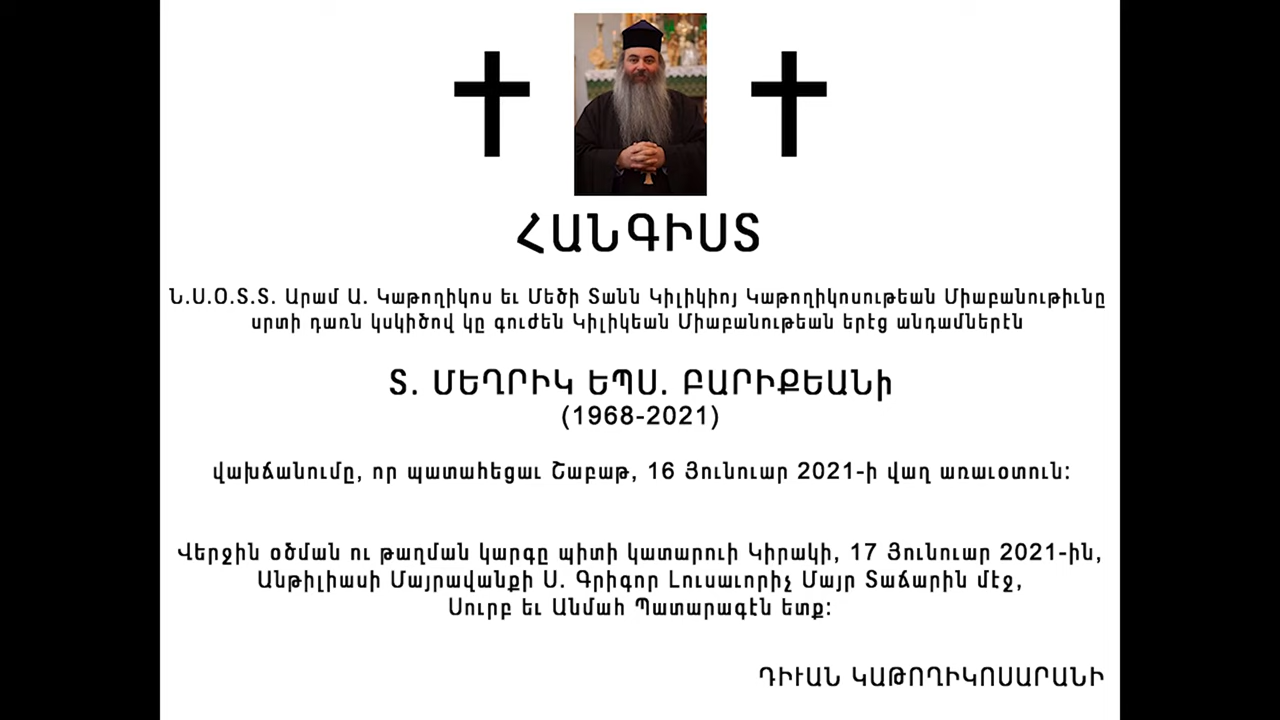 ՀԱՆԳԻՍՏ
Ն.Ս.Օ.Տ.Տ. Արամ Ա. Կաթողիկոս եւ Մեծի Տանն Կիլիկիոյ Կաթողիկոսութեան Միաբանութիւնը
սրտի դառն կսկիծով կը գուժեն Կիլիկեան Միաբանութեան երէց անդամներէն
Տ. ՄԵՂՐԻԿ ԵՊՍ. ԲԱՐԻՔԵԱՆի
(1968-2021)
վախճանումը, որ պատահեցաւ Շաբաթ, 16 Յունուար 2021-ի վաղ առաւօտուն:
Վերջին օծման ու թաղման կարգը պիտի կատարուի Կիրակի, 17 Յունուար 2021-ին,
Անթիլիասի Մայրավանքի Ս. Գրիգոր Լուսաւորիչ Մայր Տաճարին մէջ,
Սուրբ եւ Անմահ Պատարագէն ետք:
ԴԻՒԱՆ ԿԱԹՈՂԻԿՈՍԱՐԱՆԻ